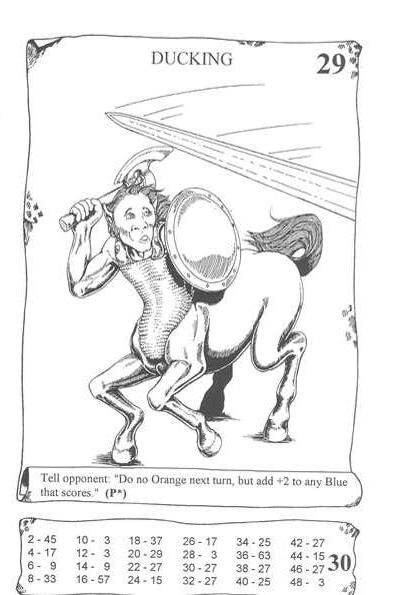 DUCKING
29
Tell opponent: "Do no Orange next turn, but add +2 to any Blue
that scores." (P*)
2 - 45 10 - 3 18 - 37 26 - 17 34 - 25 42 - 27
4 - 17 12 - 3 20 - 29 28 - 3 36 - 63 44 - 15
6 - 9 14 - 9 22 - 27 30 - 27 38 - 27 46 - 27
8 - 33 16 - 57 24 - 15 32 - 27 40 - 25 48 - 3
30